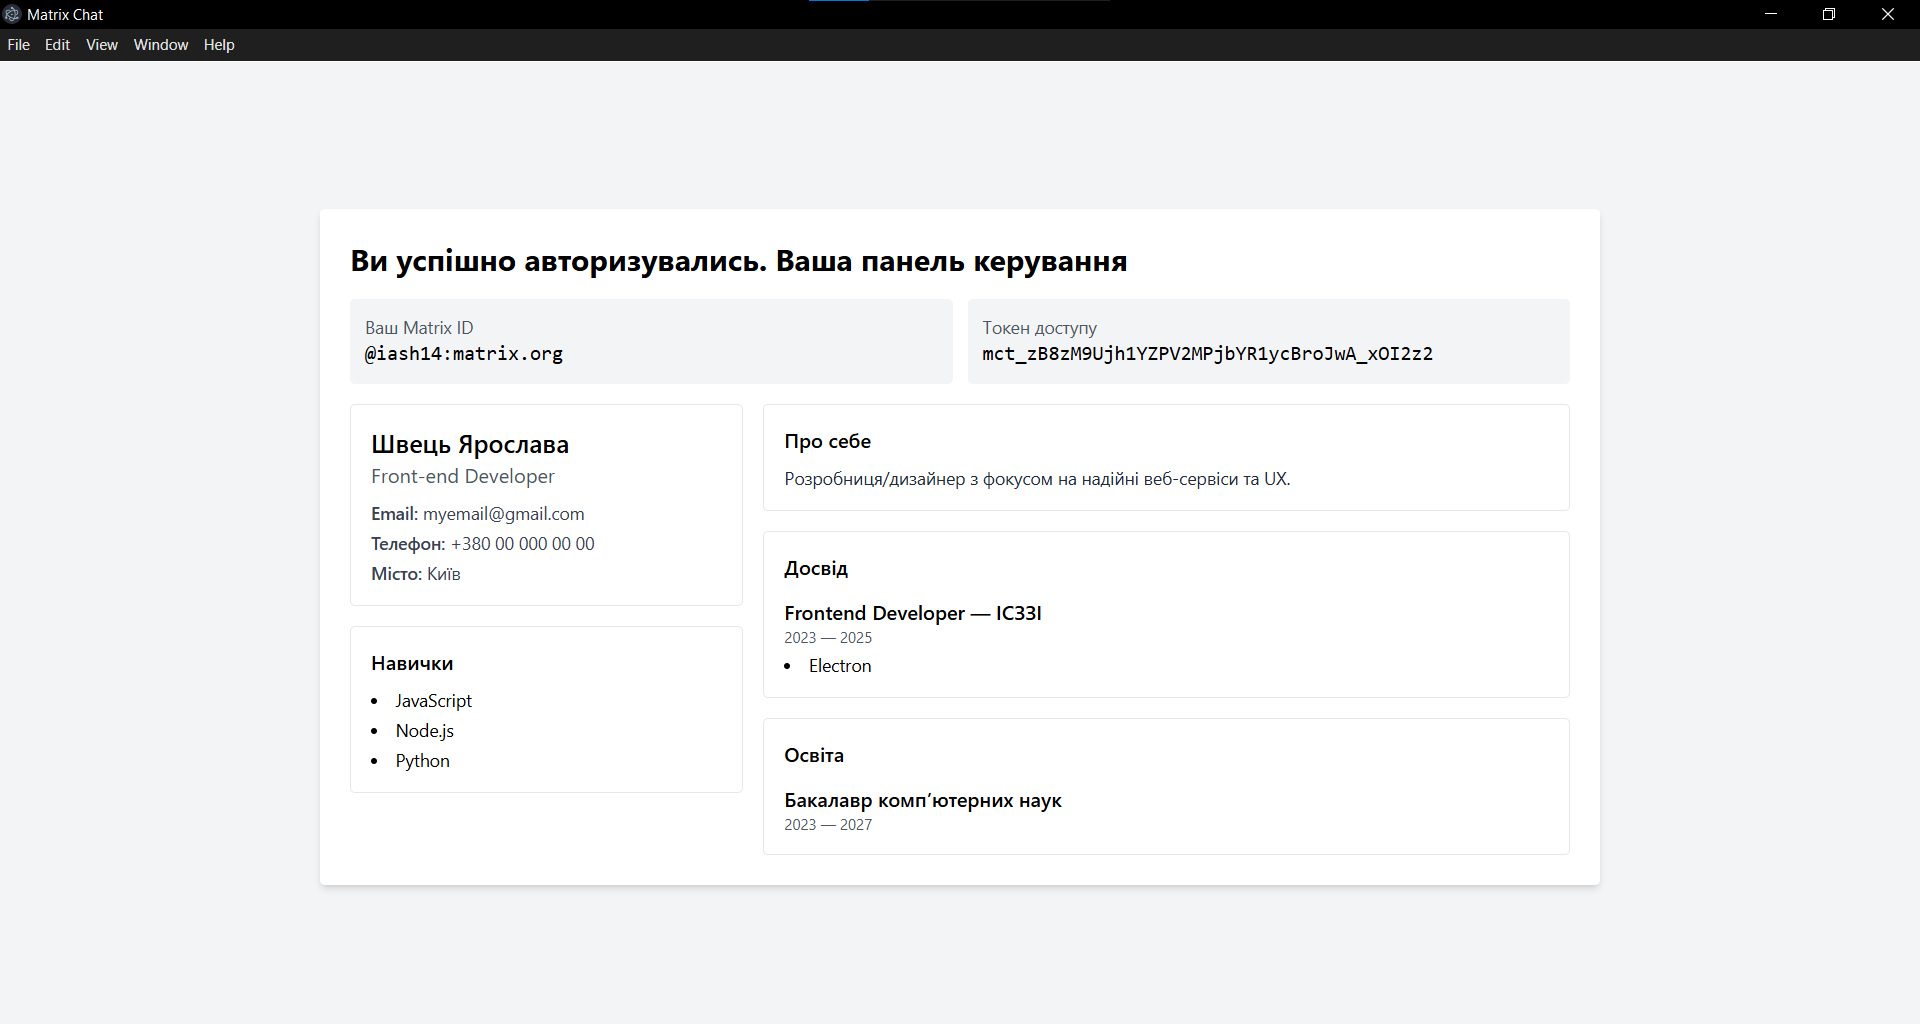 Matrix Chat
File Edit View Window Help
Ви успішно авторизувались. Ваша панель керування
Ваш Matrix ID
@iash14:matrix.org
Токен доступу
mct_zB8zM9Ujh1YZPV2MPjbYR1ycBroJwA_xOI2z2
Швець Ярослава
Front-end Developer
Email: myemail@gmail.com
Телефон: +380 00 000 00 00
Місто: Київ
Навички
JavaScript
Node.js
Python
Про себе
Розробниця/дизайнер з фокусом на надійні веб-сервіси та UX.
Досвід
Frontend Developer — ІС33І
2023 — 2025
Electron
Освіта
Бакалавр комп’ютерних наук
2023 — 2027